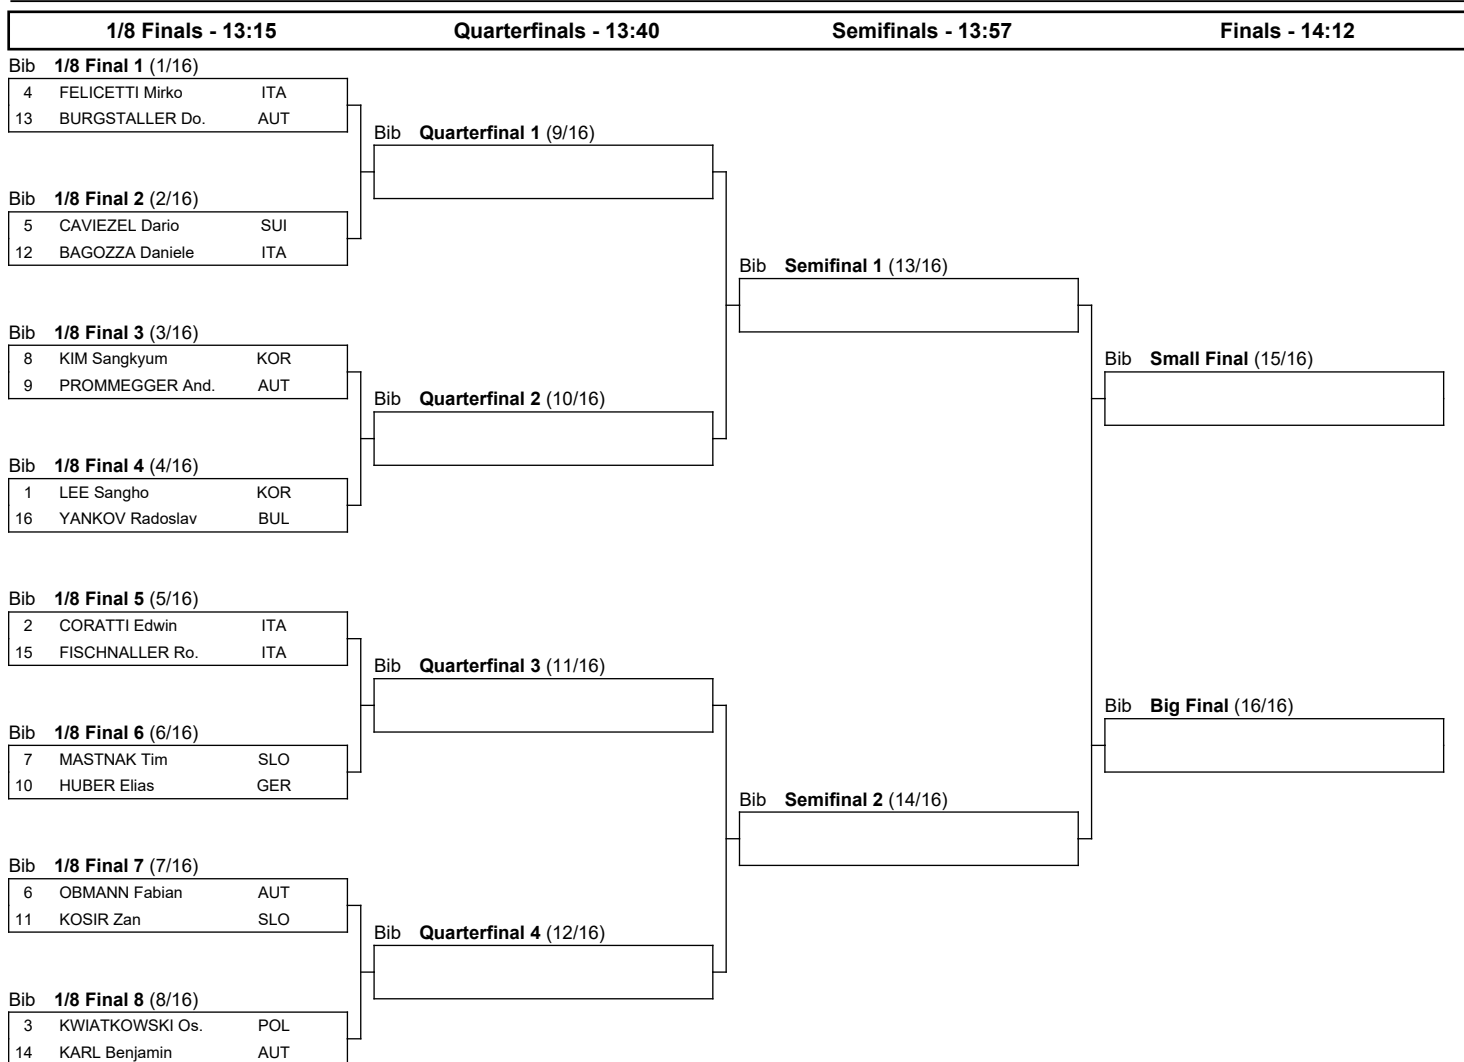 1/8 Finals - 13:15 Quarterfinals - 13:40 Semifinals - 13:57 Finals - 14:12
Bib 1/8 Final 1 (1/16)
4 FELICETTI Mirko ITA
13 BURGSTALLER Do. AUT
Bib Quarterfinal 1 (9/16)
Bib 1/8 Final 2 (2/16)
5 CAVIEZEL Dario SUI
12 BAGOZZA Daniele ITA
Bib Semifinal 1 (13/16)
Bib 1/8 Final 3 (3/16)
8 KIM Sangkyum KOR
Bib Small Final (15/16)
9 PROMMEGGER And. AUT
Bib Quarterfinal 2 (10/16)
Bib 1/8 Final 4 (4/16)
1 LEE Sangho KOR
16 YANKOV Radoslav BUL
Bib 1/8 Final 5 (5/16)
2 CORATTI Edwin ITA
15 FISCHNALLER Ro. ITA
Bib Quarterfinal 3 (11/16)
Bib Big Final (16/16)
Bib 1/8 Final 6 (6/16)
7 MASTNAK Tim SLO
10 HUBER Elias GER
Bib Semifinal 2 (14/16)
Bib 1/8 Final 7 (7/16)
6 OBMANN Fabian AUT
11 KOSIR Zan SLO
Bib Quarterfinal 4 (12/16)
Bib 1/8 Final 8 (8/16)
3 KWIATKOWSKI Os. POL
14 KARL Benjamin AUT